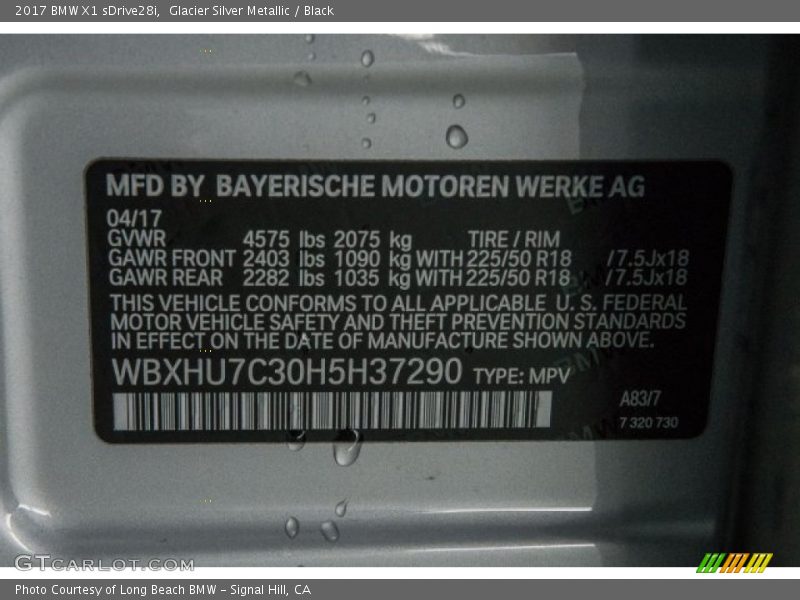 2017 BMW X1 sDrive28i,  Glacier Silver Metallic / Black
MFD BY BAYERISCHE MOTOREN WERKE AG
04/17
GVWR 4575 lbs 2075 kg TIRE / RIM
GAWR FRONT 2403 lbs 1090 kg WITH 225/50 R18 /7.5Jx18
GAWR REAR 2282 lbs 1035 kg WITH 225/50 R18 /7.5Jx18
THIS VEHICLE CONFORMS TO ALL APPLICABLE U.S. FEDERAL
MOTOR VEHICLE SAFETY AND THEFT PREVENTION STANDARDS
IN EFFECT ON THE DATE OF MANUFACTURE SHOWN ABOVE.
WBXHU7C30H5H37290 TYPE: MPV
A83/7
7 320 730
GTcarlot.com
Photo Courtesy of Long Beach BMW - Signal Hill, CA